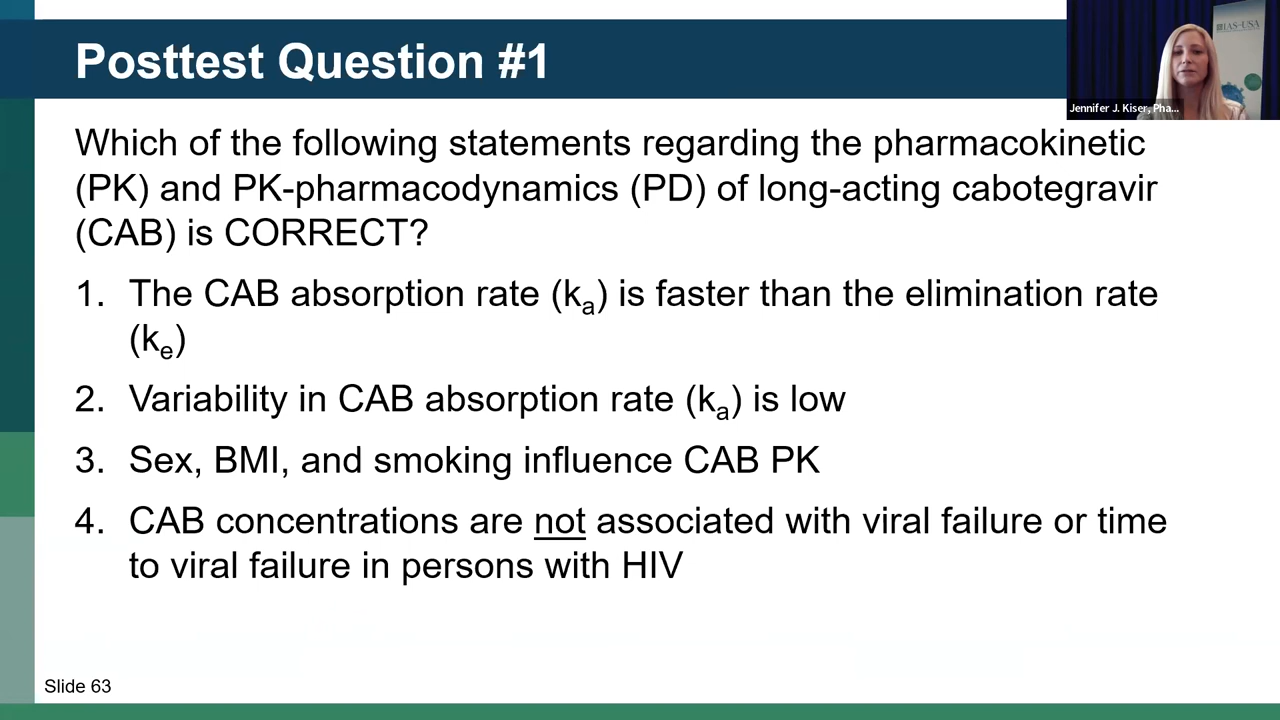 Posttest Question #1
IAS-USA
Jennifer J. Kiser, Pha...
Which of the following statements regarding the pharmacokinetic
(PK) and PK-pharmacodynamics (PD) of long-acting cabotegravir
(CAB) is CORRECT?
1. The CAB absorption rate (ka) is faster than the elimination rate
(ke)
2. Variability in CAB absorption rate (ka) is low
3. Sex, BMI, and smoking influence CAB PK
4. CAB concentrations are not associated with viral failure or time
to viral failure in persons with HIV
Slide 63